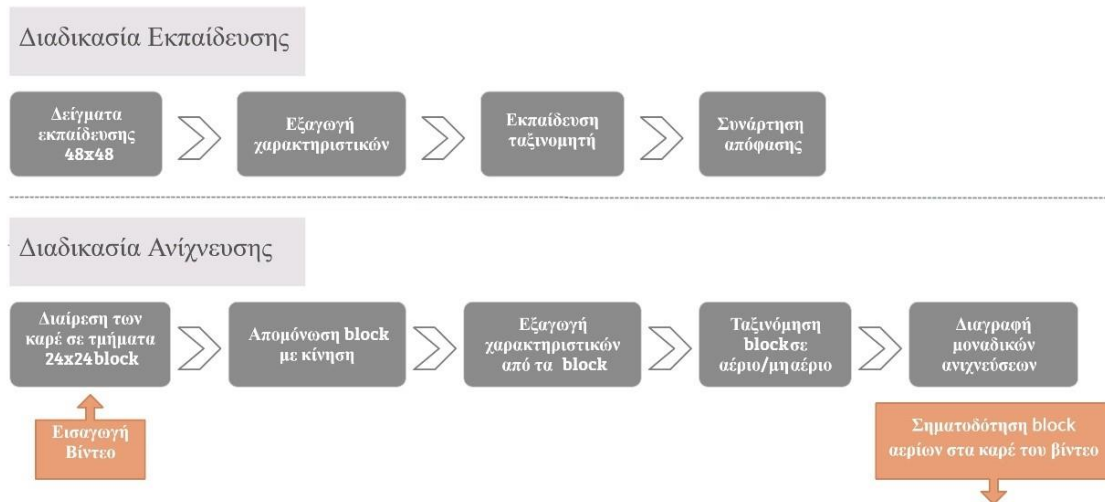 Διαδικασία Εκπαίδευσης
Δείγματα
εκπαίδευσης
48x48
Εξαγωγή
χαρακτηριστικών
Εκπαίδευση
ταξινομητή
Συνάρτηση
απόφασης
Διαδικασία Ανίχνευσης
Διαίρεση των
καρέ σε τμήματα
24x24block
Απομόνωση block
με κίνηση
Εξαγωγή
χαρακτηριστικών
από τα block
Ταξινόμηση
block σε
αέριο/μη αέριο
Διαγραφή
μοναδικών
ανιχνεύσεων
Εισαγωγή
Βίντεο
Σηματοδότηση block
αερίων στα καρέ του βίντεο